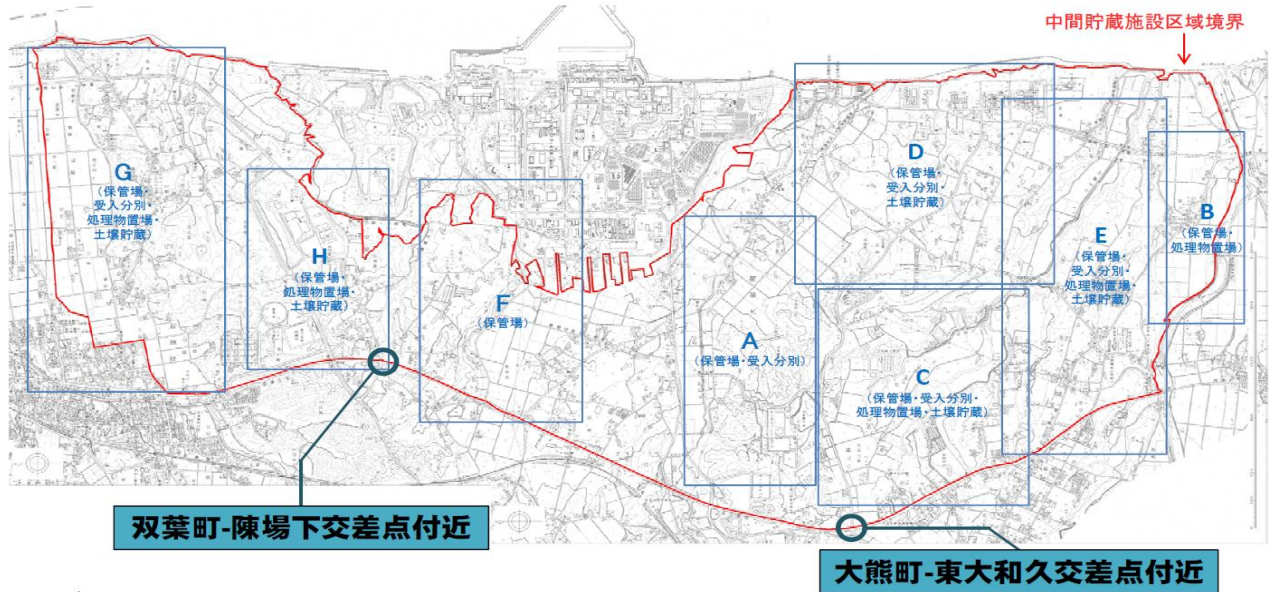 中間貯蔵施設区域境界
G
(保管場・
受入分別・
処理物置場・
土壌貯蔵)
H
(保管場・
処理物置場・
土壌貯蔵)
F
(保管場)
A
(保管場・受入分別)
D
(保管場・
受入分別・
土壌貯蔵)
C
(保管場・受入分別・
処理物置場・土壌貯蔵)
E
(保管場・
受入分別・
処理物置場・
土壌貯蔵)
B
(保管場・
処理物置場)
双葉町-陳場下交差点付近
大熊町-東大和久交差点付近